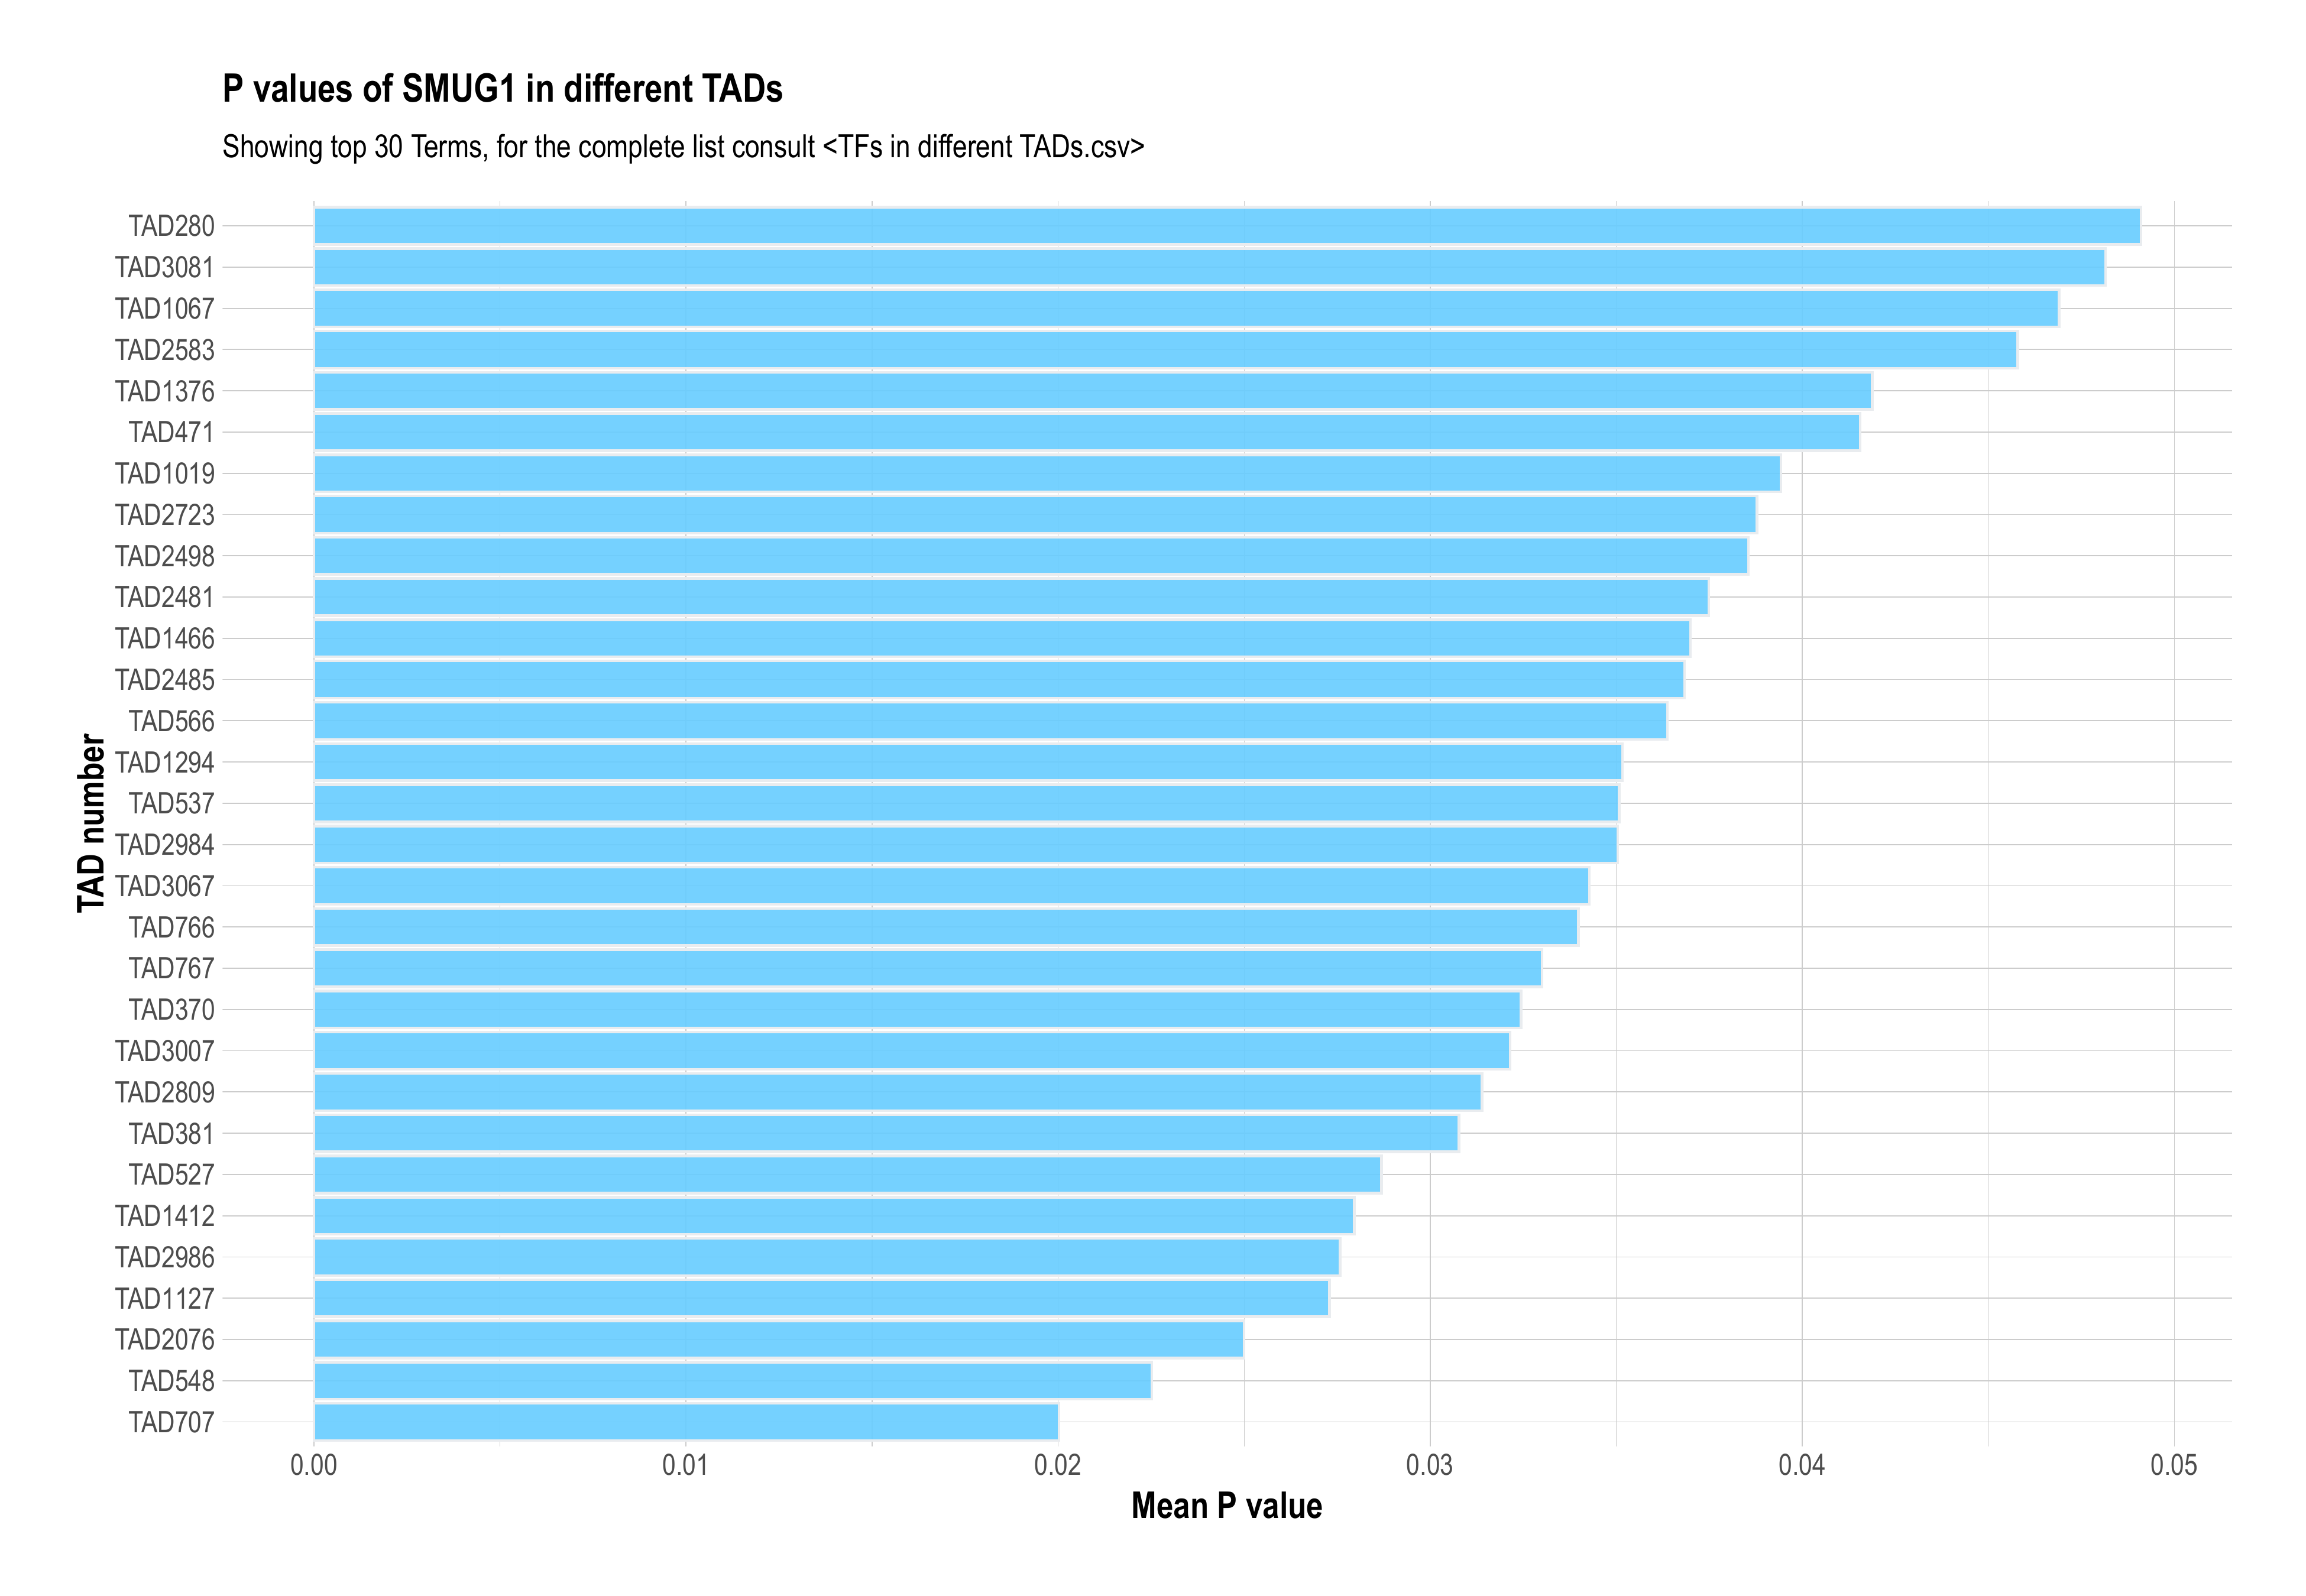 P values of SMUG1 in different TADs
Showing top 30 Terms, for the complete list consult <TFs in different TADs.csv>
TAD280
TAD3081
TAD1067
TAD2583
TAD1376
TAD471
TAD1019
TAD2723
TAD2498
TAD2481
TAD1466
TAD2485
TAD566
TAD1294
TAD537
TAD2984
TAD3067
TAD766
TAD767
TAD370
TAD3007
TAD2809
TAD381
TAD527
TAD1412
TAD2986
TAD1127
TAD2076
TAD548
TAD707
TAD number
0.00 0.01 0.02 0.03 0.04 0.05
Mean P value